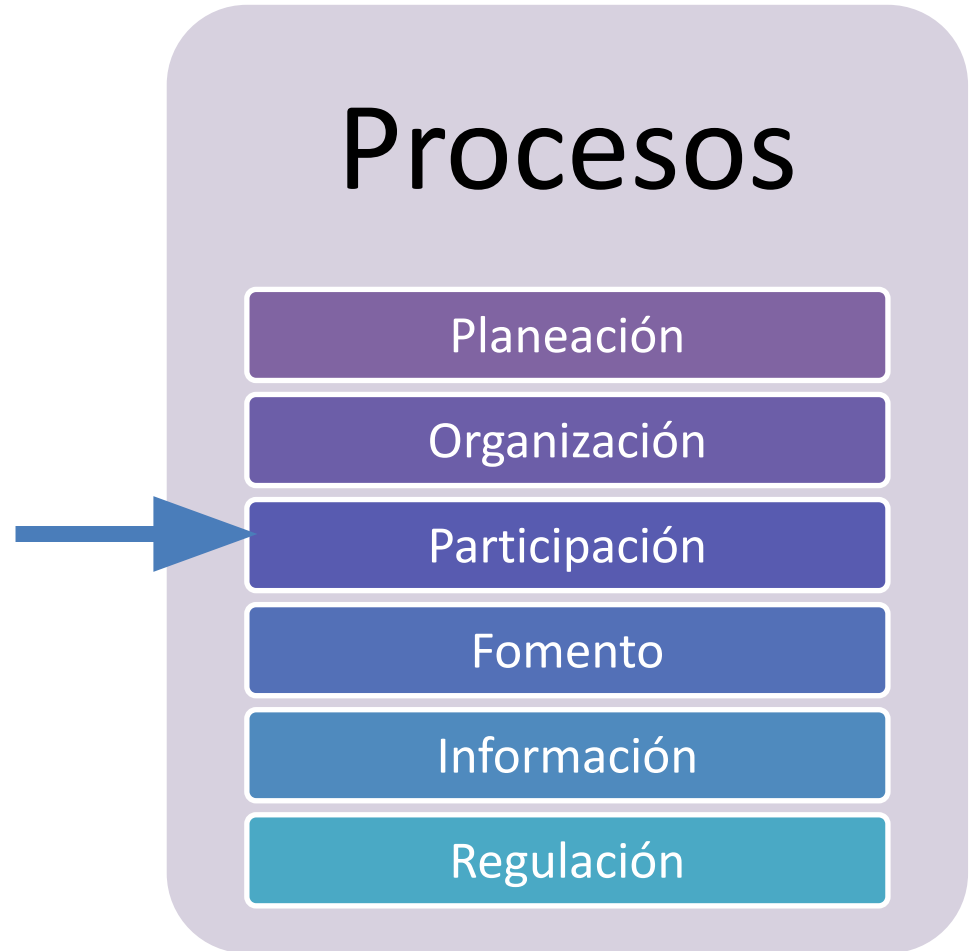 Procesos
Planeación
Organización
Participación
Fomento
Información
Regulación